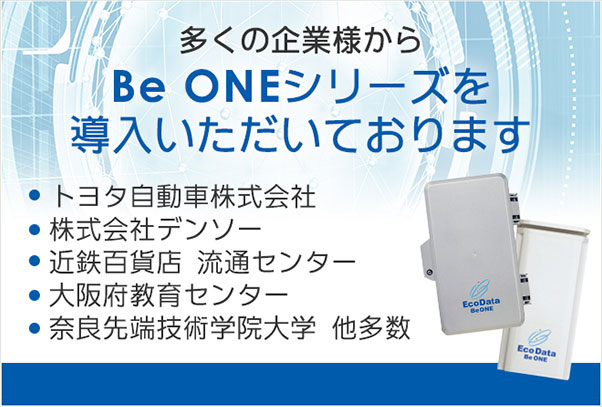 多くの企業様から
Be ONEシリーズを
導入いただいております
• トヨタ自動車株式会社
• 株式会社デンソー
• 近鉄百貨店 流通センター
• 大阪府教育センター
• 奈良先端技術学院大学 他多数
EcoData
BeONE
EcoData
Be ONE